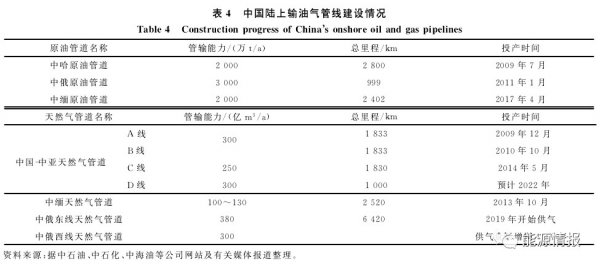 表 4 中国陆上输油气管线建设情况
Table 4 Construction progress of China's onshore oil and gas pipelines
原油管道名称 管输能力/(万 t/a) 总里程/km 投产时间
中哈原油管道 2 000 2 800 2009 年 7 月
中俄原油管道 3 000 999 2011 年 1 月
中缅原油管道 2 000 2 402 2017 年 4 月
天然气管道名称 管输能力/(亿 m³/a) 总里程/km 投产时间
中国-中亚天然气管道
A 线 300 1 833 2009 年 12 月
B 线 1 833 2010 年 10 月
C 线 250 1 830 2014 年 5 月
D 线 300 1 000 预计 2022 年
中缅天然气管道 100~130 2 520 2013 年 10 月
中俄东线天然气管道 380 6 420 2019 年开始供气
中俄西线天然气管道 300 供气
能源情报
资料来源:据中石油、中石化、中海油等公司网站及有关媒体报道整理。